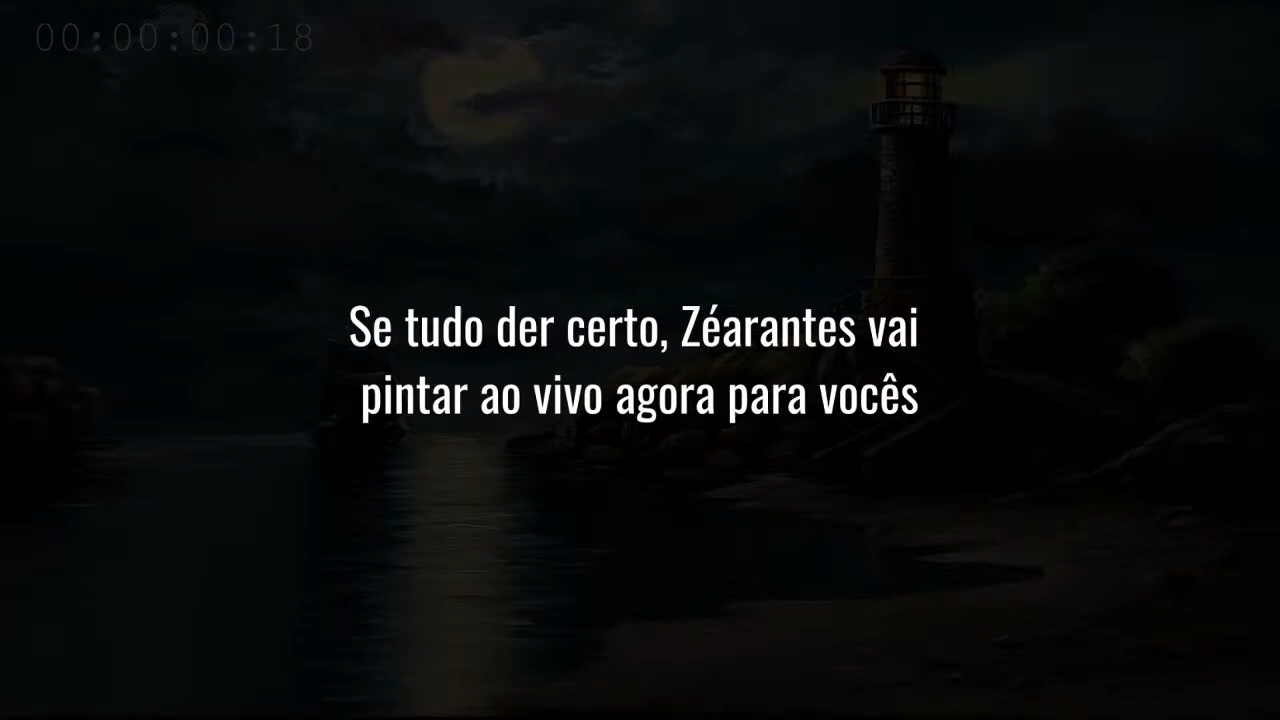 00:00:00:18
Se tudo der certo, Zéarantes vai
pintar ao vivo agora para vocês